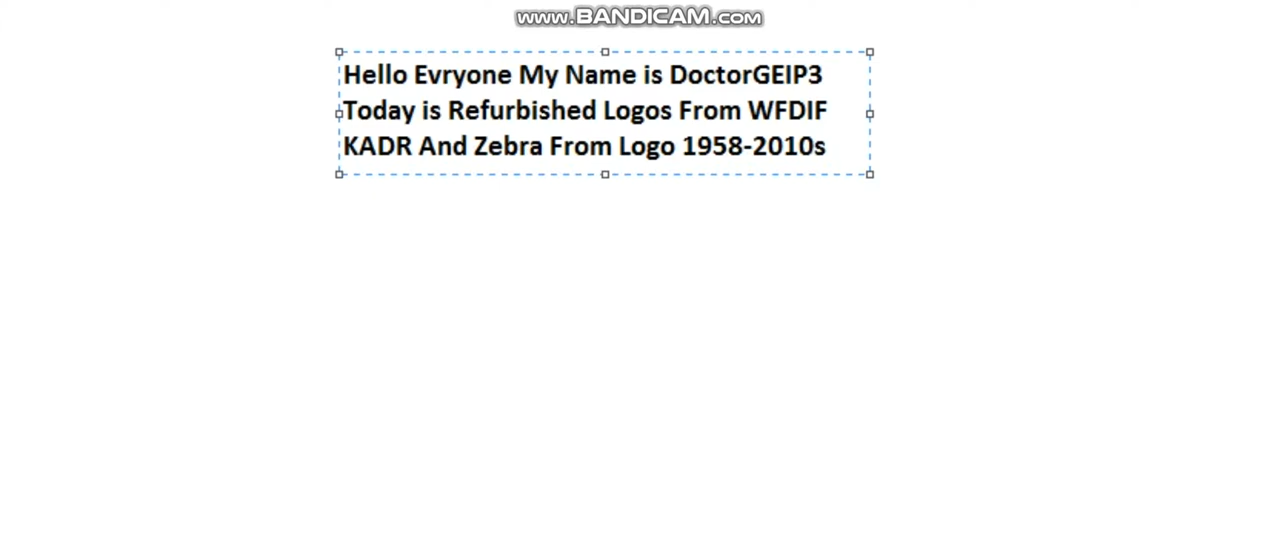 www.BANDICAM.com
Hello Evryone My Name is DoctorGEIP3
Today is Refurbished Logos From WFDIF
KADR And Zebra From Logo 1958-2010s